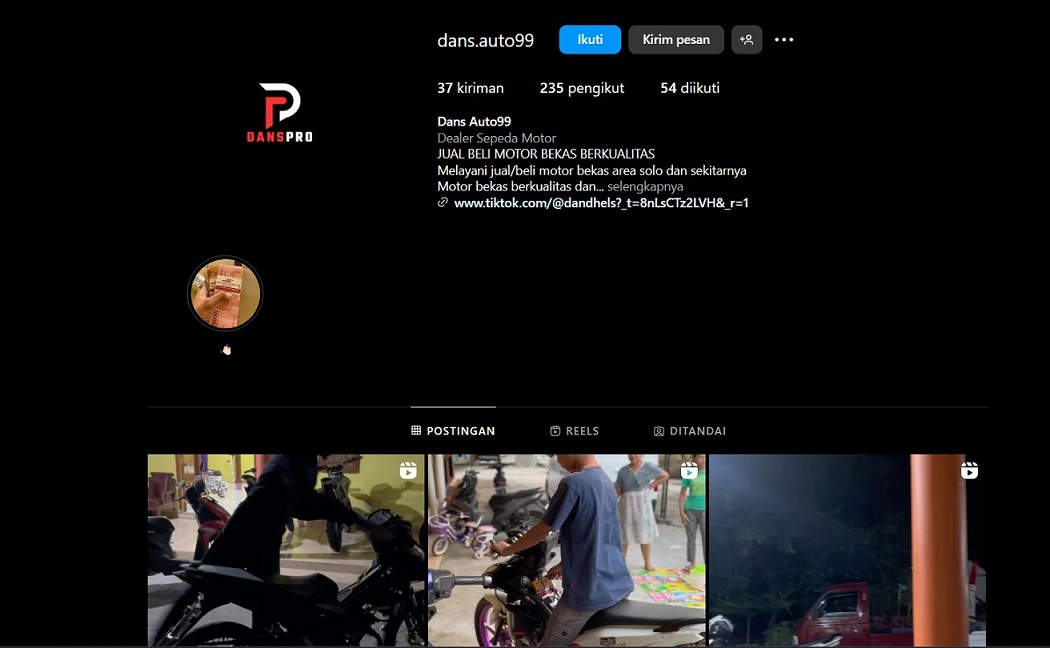 dans.auto99 Ikuti Kirim pesan
37 kiriman 235 pengikut 54 diikuti
DANSPRO
Dans Auto99
Dealer Sepeda Motor
JUAL BELI MOTOR BEKAS BERKUALITAS
Melayani jual/beli motor bekas area solo dan sekitarnya
Motor bekas berkualitas dan... selengkapnya
www.tiktok.com/@dandhels?_t=8nLsCTz2LVH&_r=1
POSTINGAN REELS DITANDAI